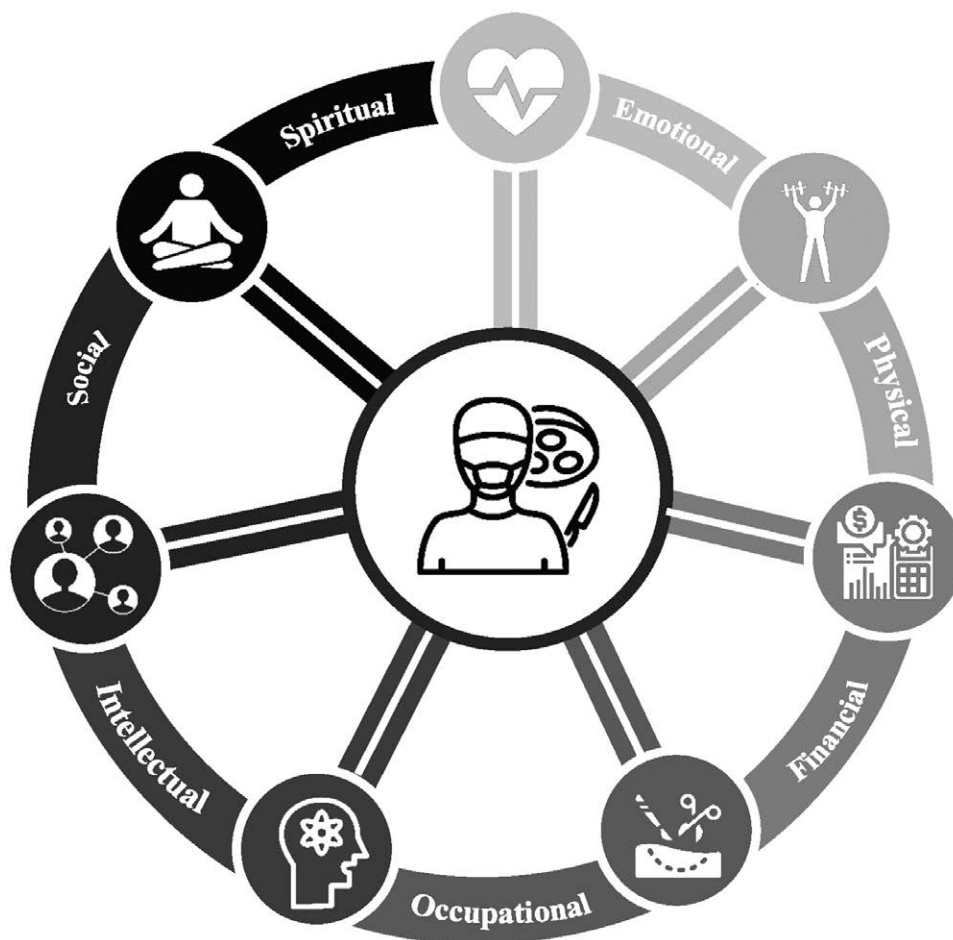 Spiritual
Emotional
Social
Physical
$
Intellectual
Financial
Occupational